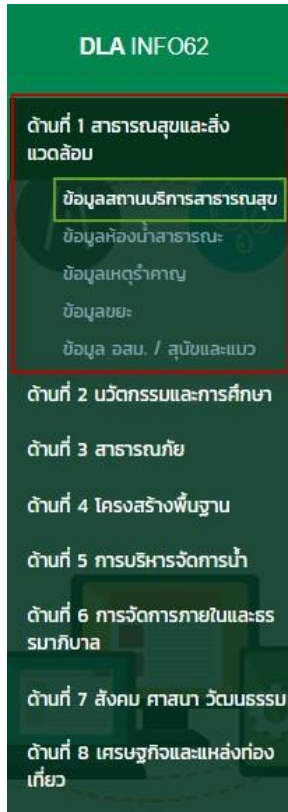 DLA INFO62
ด้านที่ 1 สาธารณสุขและสิ่ง
แวดล้อม
ข้อมูลสถานบริการสาธารณสุข
ข้อมูลห้องน้ำสาธารณะ
ข้อมูลเหตุรำคาญ
ข้อมูลขยะ
ข้อมูล อสม. / สุนัขและแมว
ด้านที่ 2 นวัตกรรมและการศึกษา
ด้านที่ 3 สาธารณภัย
ด้านที่ 4 โครงสร้างพื้นฐาน
ด้านที่ 5 การบริหารจัดการน้ำ
ด้านที่ 6 การจัดการภายในและธร
รมาภิบาล
ด้านที่ 7 สังคม ศาสนา วัฒนธรรม
ด้านที่ 8 เศรษฐกิจและแหล่งท่อง
เที่ยว